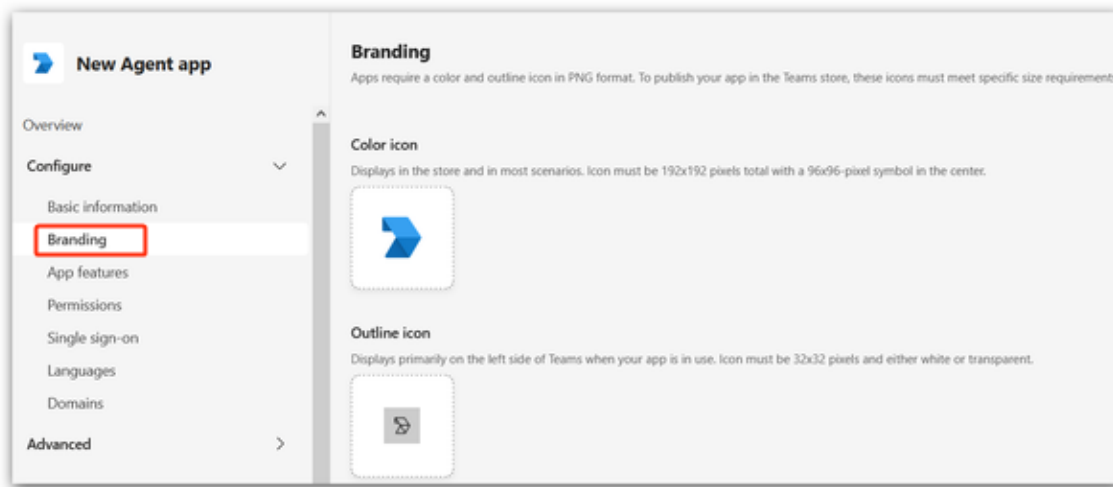 New Agent app
Overview
Configure
Basic information
Branding
App features
Permissions
Single sign-on
Languages
Domains
Advanced
Branding
Apps require a color and outline icon in PNG format. To publish your app in the Teams store, these icons must meet specific size requirements
Color icon
Displays in the store and in most scenarios. Icon must be 192x192 pixels total with a 96x96-pixel symbol in the center.
Outline icon
Displays primarily on the left side of Teams when your app is in use. Icon must be 32x32 pixels and either white or transparent.